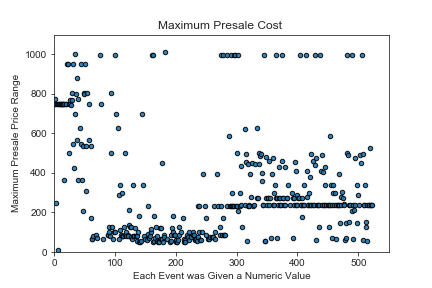 Maximum Presale Cost
Maximum Presale Price Range
1000
800
600
400
200
0
0 100 200 300 400 500
Each Event was Given a Numeric Value